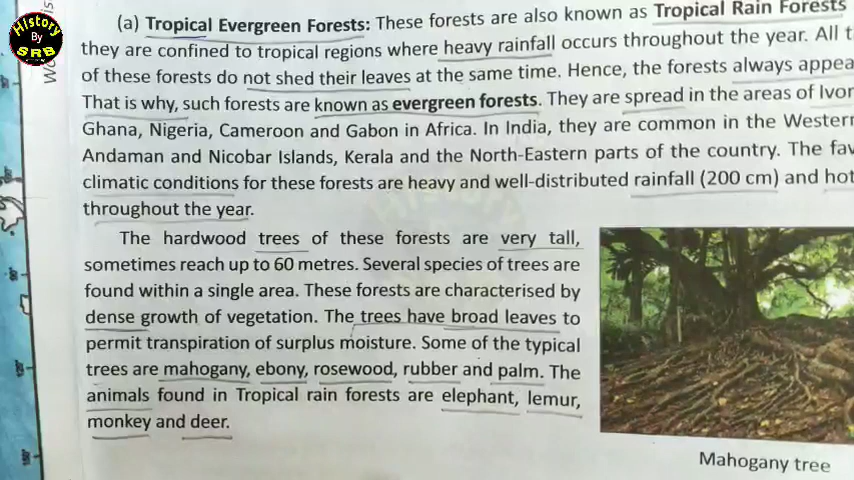 History
By
SRB
(a) Tropical Evergreen Forests: These forests are also known as Tropical Rain Forests
they are confined to tropical regions where heavy rainfall occurs throughout the year. All t
of these forests do not shed their leaves at the same time. Hence, the forests always appea
That is why, such forests are known as evergreen forests. They are spread in the areas of Ivor
Ghana, Nigeria, Cameroon and Gabon in Africa. In India, they are common in the Western
Andaman and Nicobar Islands, Kerala and the North-Eastern parts of the country. The fav
climatic conditions for these forests are heavy and well-distributed rainfall (200 cm) and hot
throughout the year.
The hardwood trees of these forests are very tall,
sometimes reach up to 60 metres. Several species of trees are
found within a single area. These forests are characterised by
dense growth of vegetation. The trees have broad leaves to
permit transpiration of surplus moisture. Some of the typical
trees are mahogany, ebony, rosewood, rubber and palm. The
animals found in Tropical rain forests are elephant, lemur,
monkey and deer.
Mahogany tree